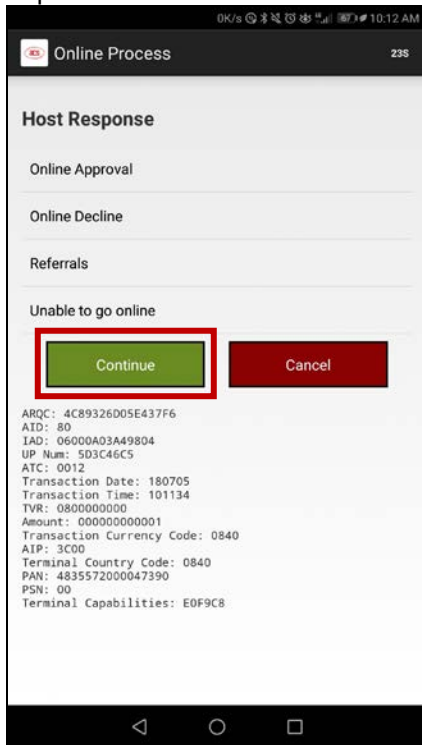 0K/s 10:12 AM
ACS Online Process 23S
Host Response
Online Approval
Online Decline
Referrals
Unable to go online
Continue Cancel
ARQC: 4C89326D05E437F6
AID: 80
IAD: 06000A03A49804
UP Num: 5D3C46C5
ATC: 0012
Transaction Date: 180705
Transaction Time: 101134
TVR: 0800000000
Amount: 000000000001
Transaction Currency Code: 0840
AIP: 3C00
Terminal Country Code: 0840
PAN: 4835572000047390
PSN: 00
Terminal Capabilities: E0F9C8